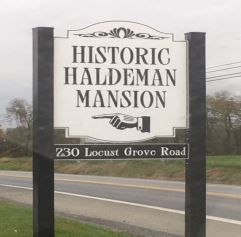 HISTORIC
HALDEMAN
MANSION
230 Locust Grove Road